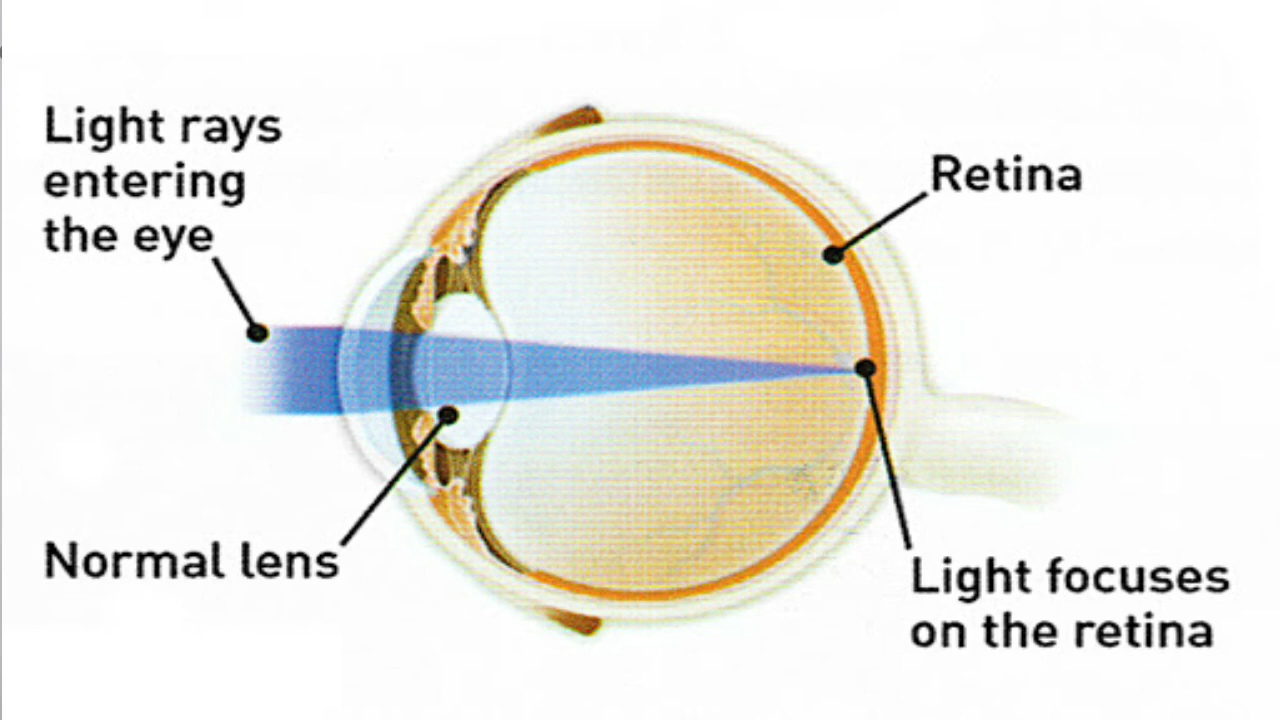 Light rays
entering
the eye
Retina
Normal lens
Light focuses
on the retina